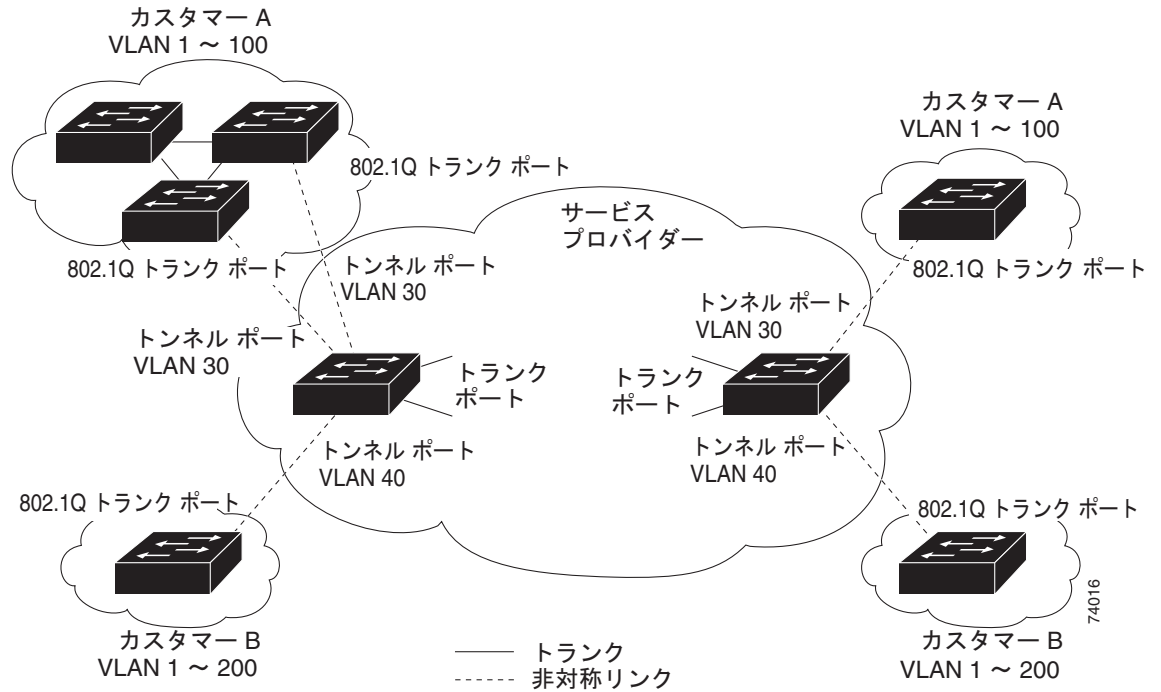 カスタマー A
VLAN 1 ～ 100
カスタマー A
VLAN 1 ～ 100
802.1Q トランク ポート
サービス
プロバイダー
802.1Q トランク ポート
トンネル ポート
VLAN 30
802.1Q トランク ポート
トンネル ポート
VLAN 30
トンネル ポート
VLAN 30
トランク
ポート
トランク
ポート
トンネル ポート
VLAN 40
トンネル ポート
VLAN 40
802.1Q トランク ポート
802.1Q トランク ポート
カスタマー B
VLAN 1 ～ 200
カスタマー B
VLAN 1 ～ 200
74016
トランク
非対称リンク